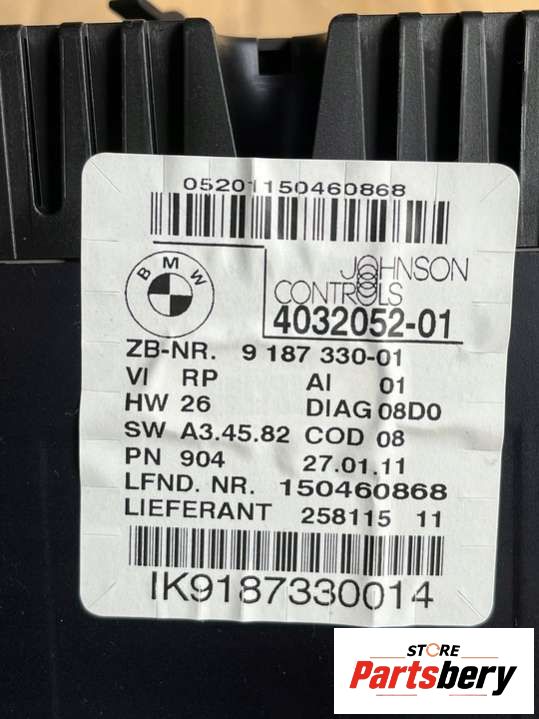 05201150460868
BMW
JOHNSON
CONTROLS
4032052-01
ZB-NR. 9 187 330-01
VI RP AI 01
HW 26 DIAG 08D0
SW A3.45.82 COD 08
PN 904 27.01.11
LFND. NR. 150460868
LIEFERANT 258115 11
IK9187330014
STORE
Partsbery